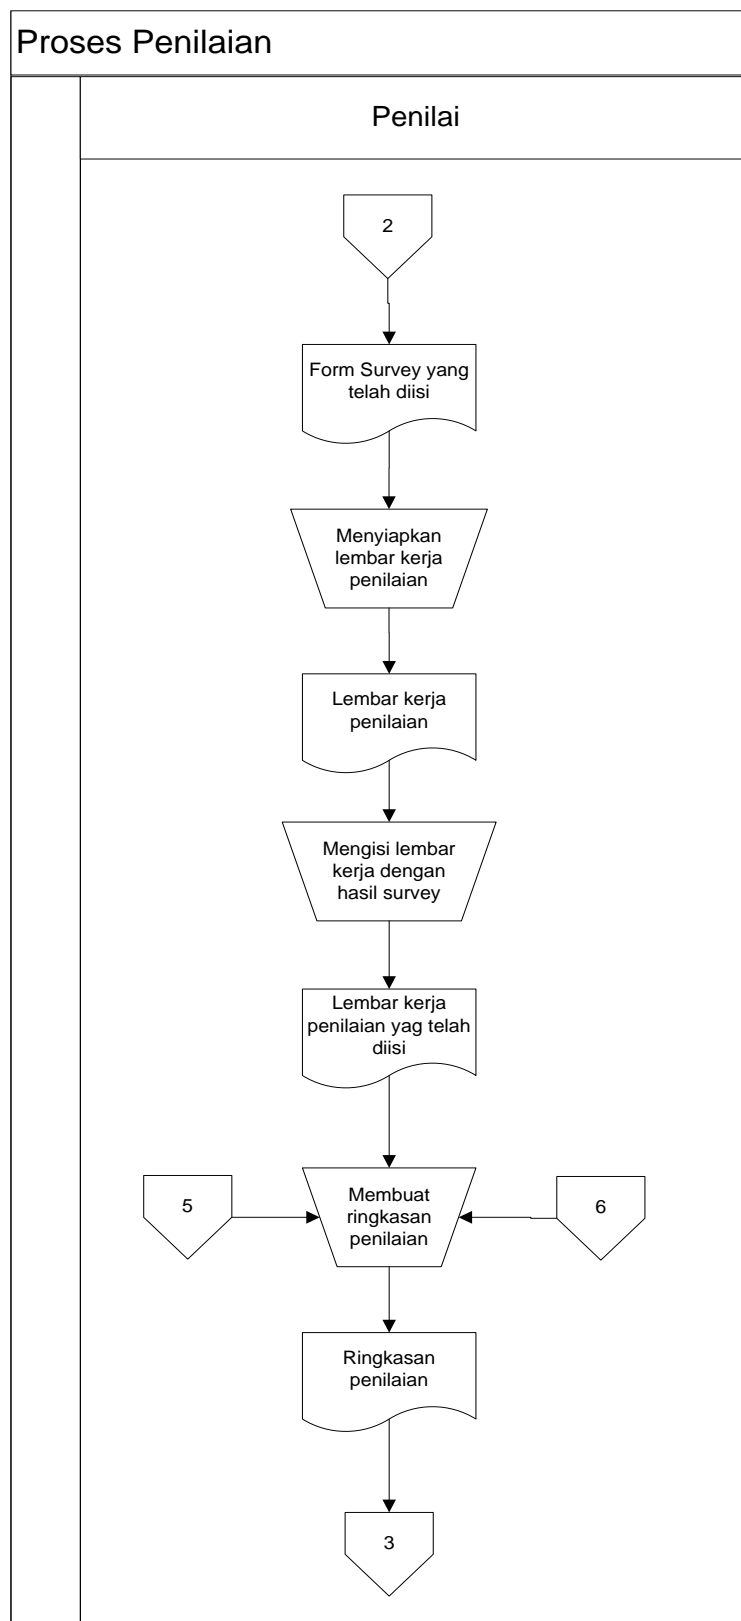 Proses Penilaian
Penilai
2
Form Survey yang
telah diisi
Menyiapkan
lembar kerja
penilaian
Lembar kerja
penilaian
Mengisi lembar
kerja dengan
hasil survey
Lembar kerja
penilaian yag telah
diisi
5
Membuat
ringkasan
penilaian
6
Ringkasan
penilaian
3